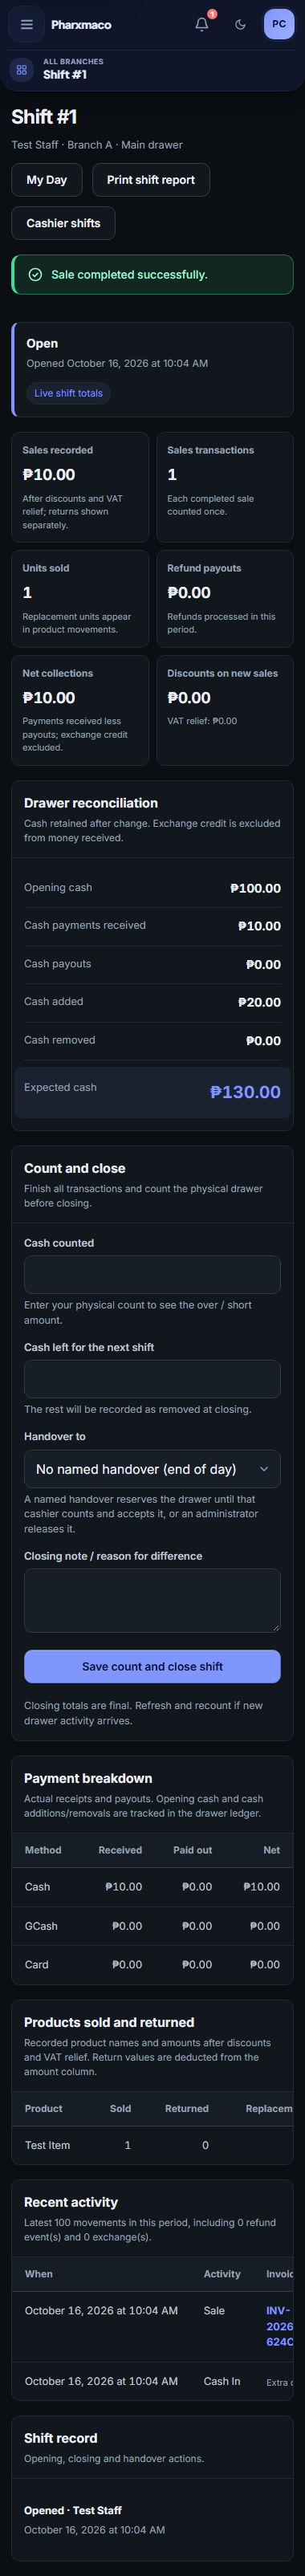 Pharxmaco
1
PC
ALL BRANCHES
Shift #1
Shift #1
Test Staff · Branch A · Main drawer
My Day
Print shift report
Cashier shifts
Sale completed successfully.
Open
Opened October 16, 2026 at 10:04 AM
Live shift totals
Sales recorded
₱10.00
After discounts and VAT
relief; returns shown
separately.
Sales transactions
1
Each completed sale
counted once.
Units sold
1
Replacement units appear
in product movements.
Refund payouts
₱0.00
Refunds processed in this
period.
Net collections
₱10.00
Payments received less
payouts; exchange credit
excluded.
Discounts on new sales
₱0.00
VAT relief: ₱0.00
Drawer reconciliation
Cash retained after change. Exchange credit is excluded
from money received.
Opening cash ₱100.00
Cash payments received ₱10.00
Cash payouts ₱0.00
Cash added ₱20.00
Cash removed ₱0.00
Expected cash ₱130.00
Count and close
Finish all transactions and count the physical drawer
before closing.
Cash counted
Enter your physical count to see the over / short
amount.
Cash left for the next shift
The rest will be recorded as removed at closing.
Handover to
No named handover (end of day)
A named handover reserves the drawer until that
cashier counts and accepts it, or an administrator
releases it.
Closing note / reason for difference
Save count and close shift
Closing totals are final. Refresh and recount if new
drawer activity arrives.
Payment breakdown
Actual receipts and payouts. Opening cash and cash
additions/removals are tracked in the drawer ledger.
Method Received Paid out Net
Cash ₱10.00 ₱0.00 ₱10.00
GCash ₱0.00 ₱0.00 ₱0.00
Card ₱0.00 ₱0.00 ₱0.00
Products sold and returned
Recorded product names and amounts after discounts
and VAT relief. Return values are deducted from the
amount column.
Product Sold Returned Replacem
Test Item 1 0
Recent activity
Latest 100 movements in this period, including 0 refund
event(s) and 0 exchange(s).
When Activity Invoic
October 16, 2026 at 10:04 AM Sale INV-
2026
624C
October 16, 2026 at 10:04 AM Cash In Extra c
Shift record
Opening, closing and handover actions.
Opened · Test Staff
October 16, 2026 at 10:04 AM